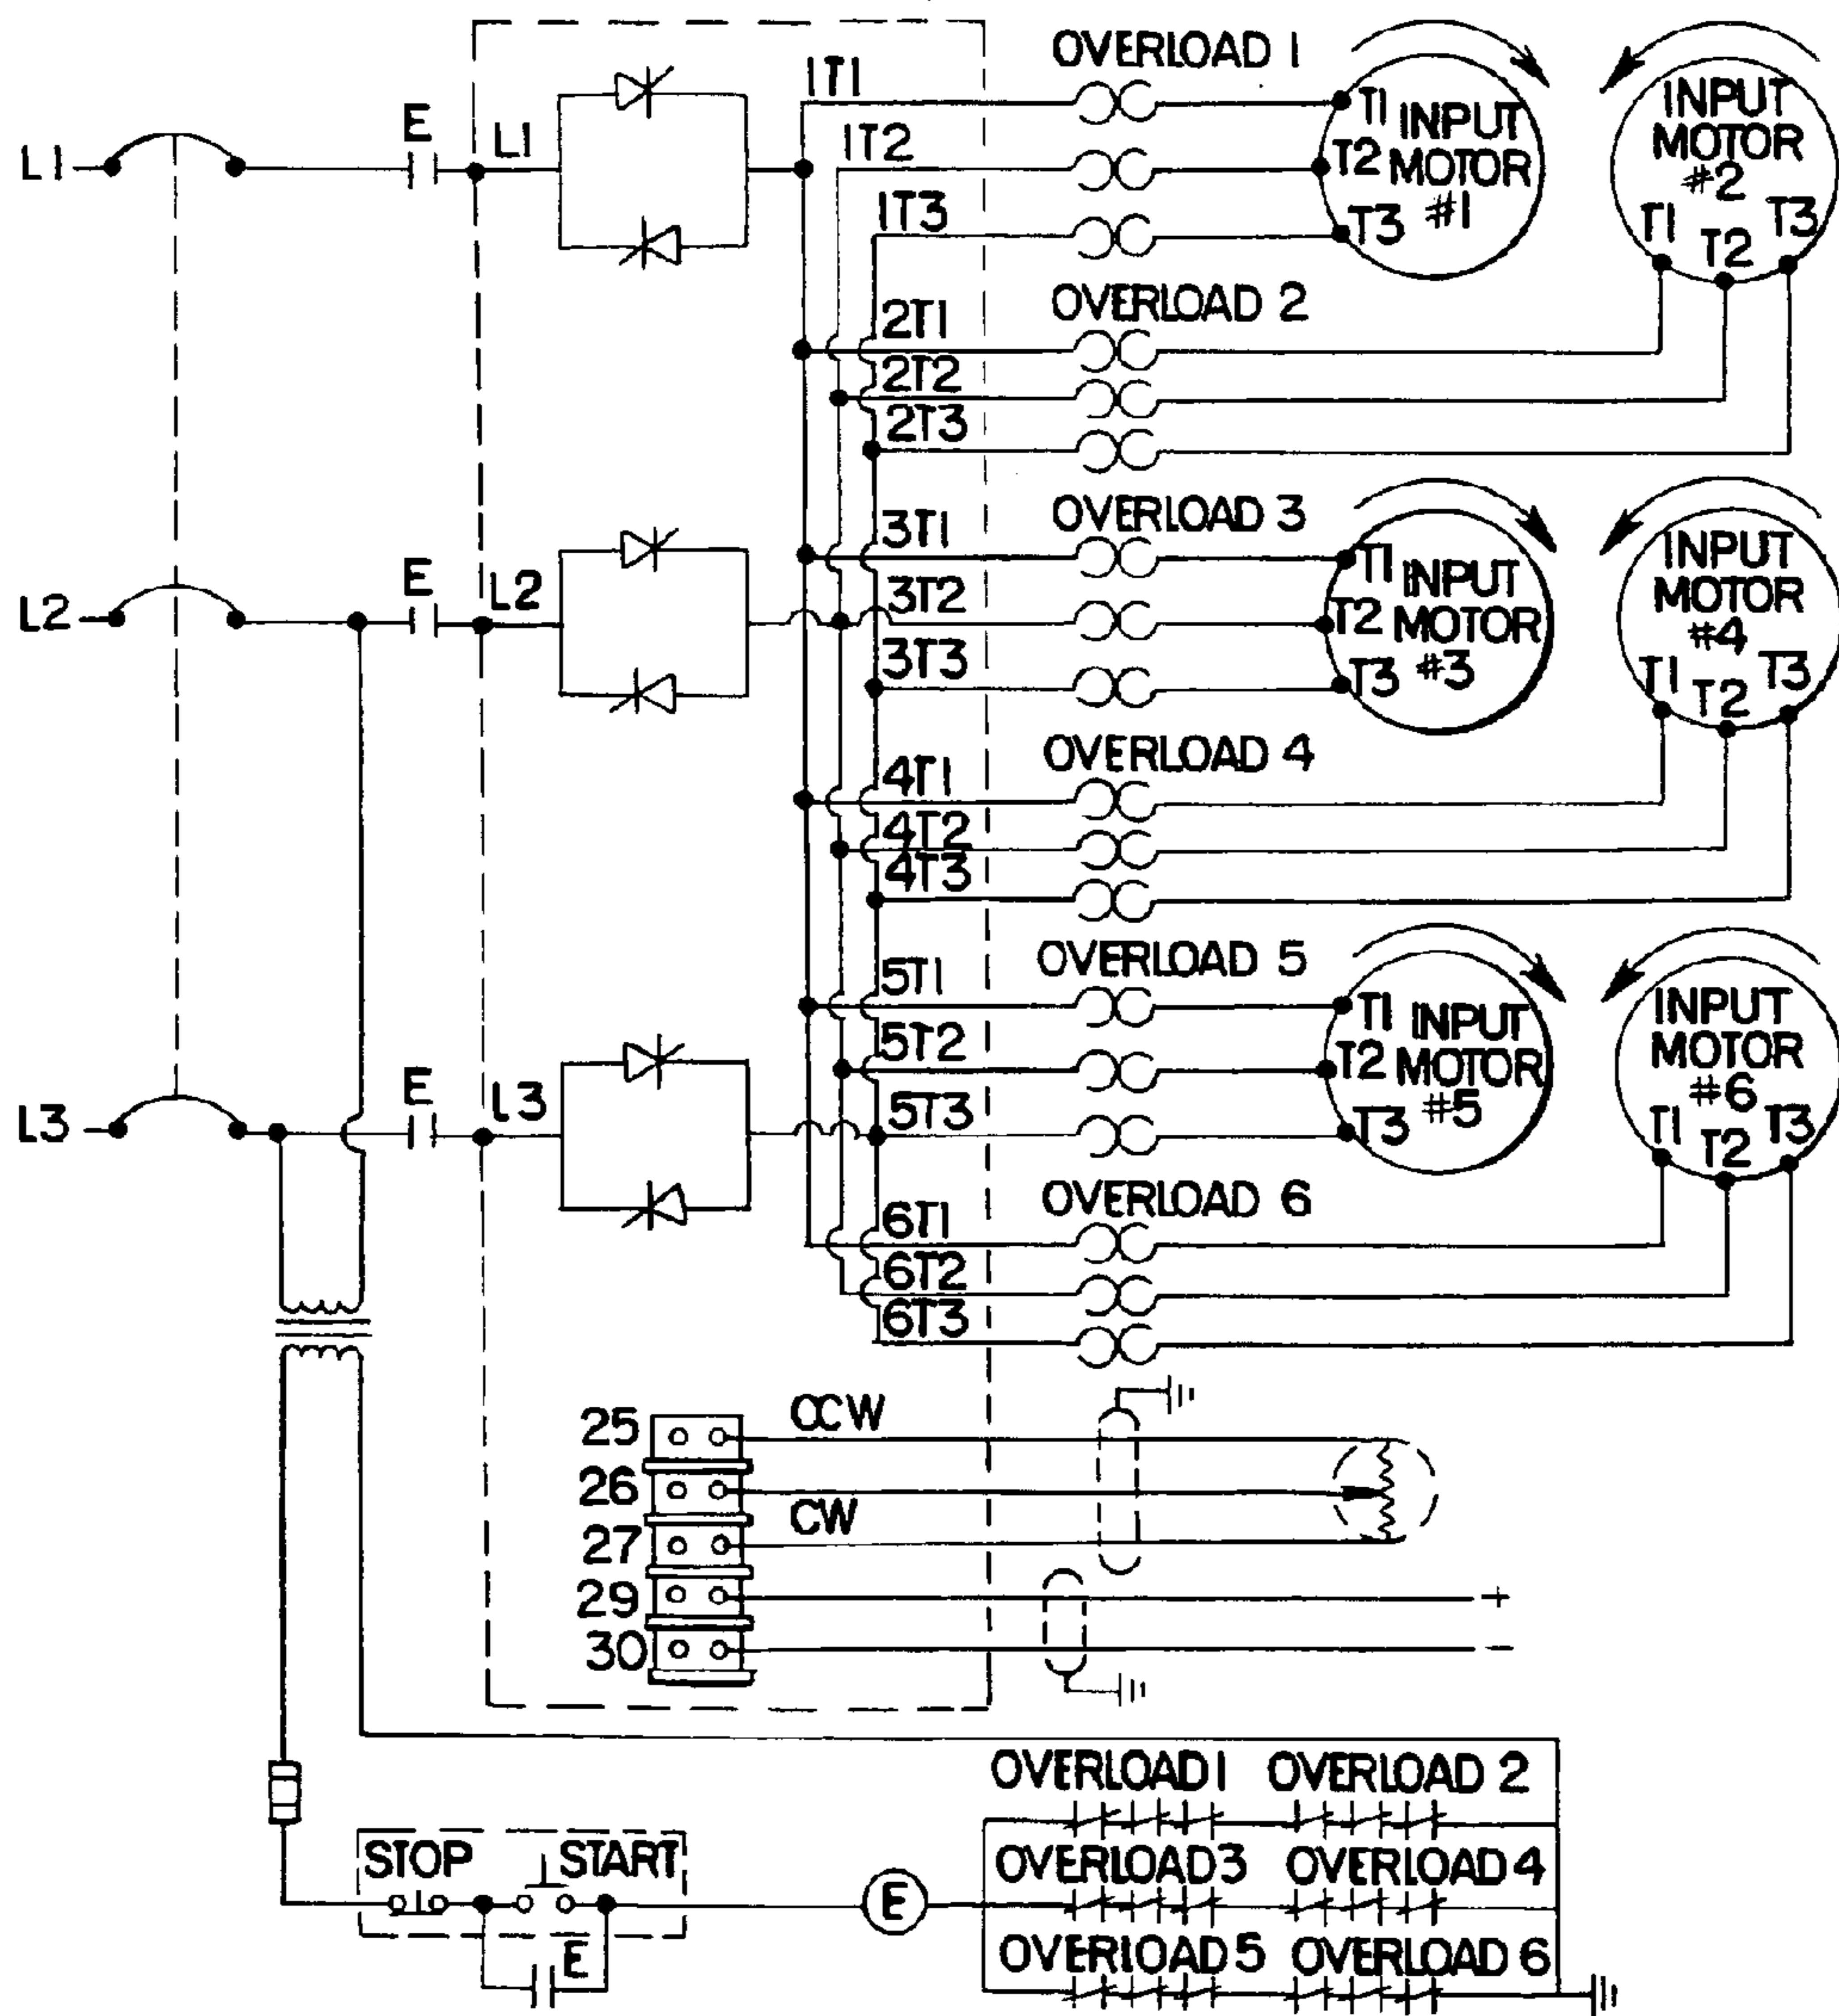 OVERLOAD 1
1T1
INPUT MOTOR #1
T1
T2
T3
INPUT MOTOR #2
T1
T2
T3
E
L1
L1
1T2
1T3
OVERLOAD 2
2T1
2T2
2T3
OVERLOAD 3
3T1
3T2
3T3
T1
T2
T3
INPUT MOTOR #3
INPUT MOTOR #4
T1
T2
T3
E
L2
L2
OVERLOAD 4
4T1
4T2
4T3
OVERLOAD 5
5T1
5T2
5T3
T1
T2
T3
INPUT MOTOR #5
INPUT MOTOR #6
T1
T2
T3
E
L3
L3
OVERLOAD 6
6T1
6T2
6T3
25
CCW
26
CW
27
29
+
30
-
OVERLOAD 1
OVERLOAD 2
STOP
START
OVERLOAD 3
OVERLOAD 4
E
E
OVERLOAD 5
OVERLOAD 6